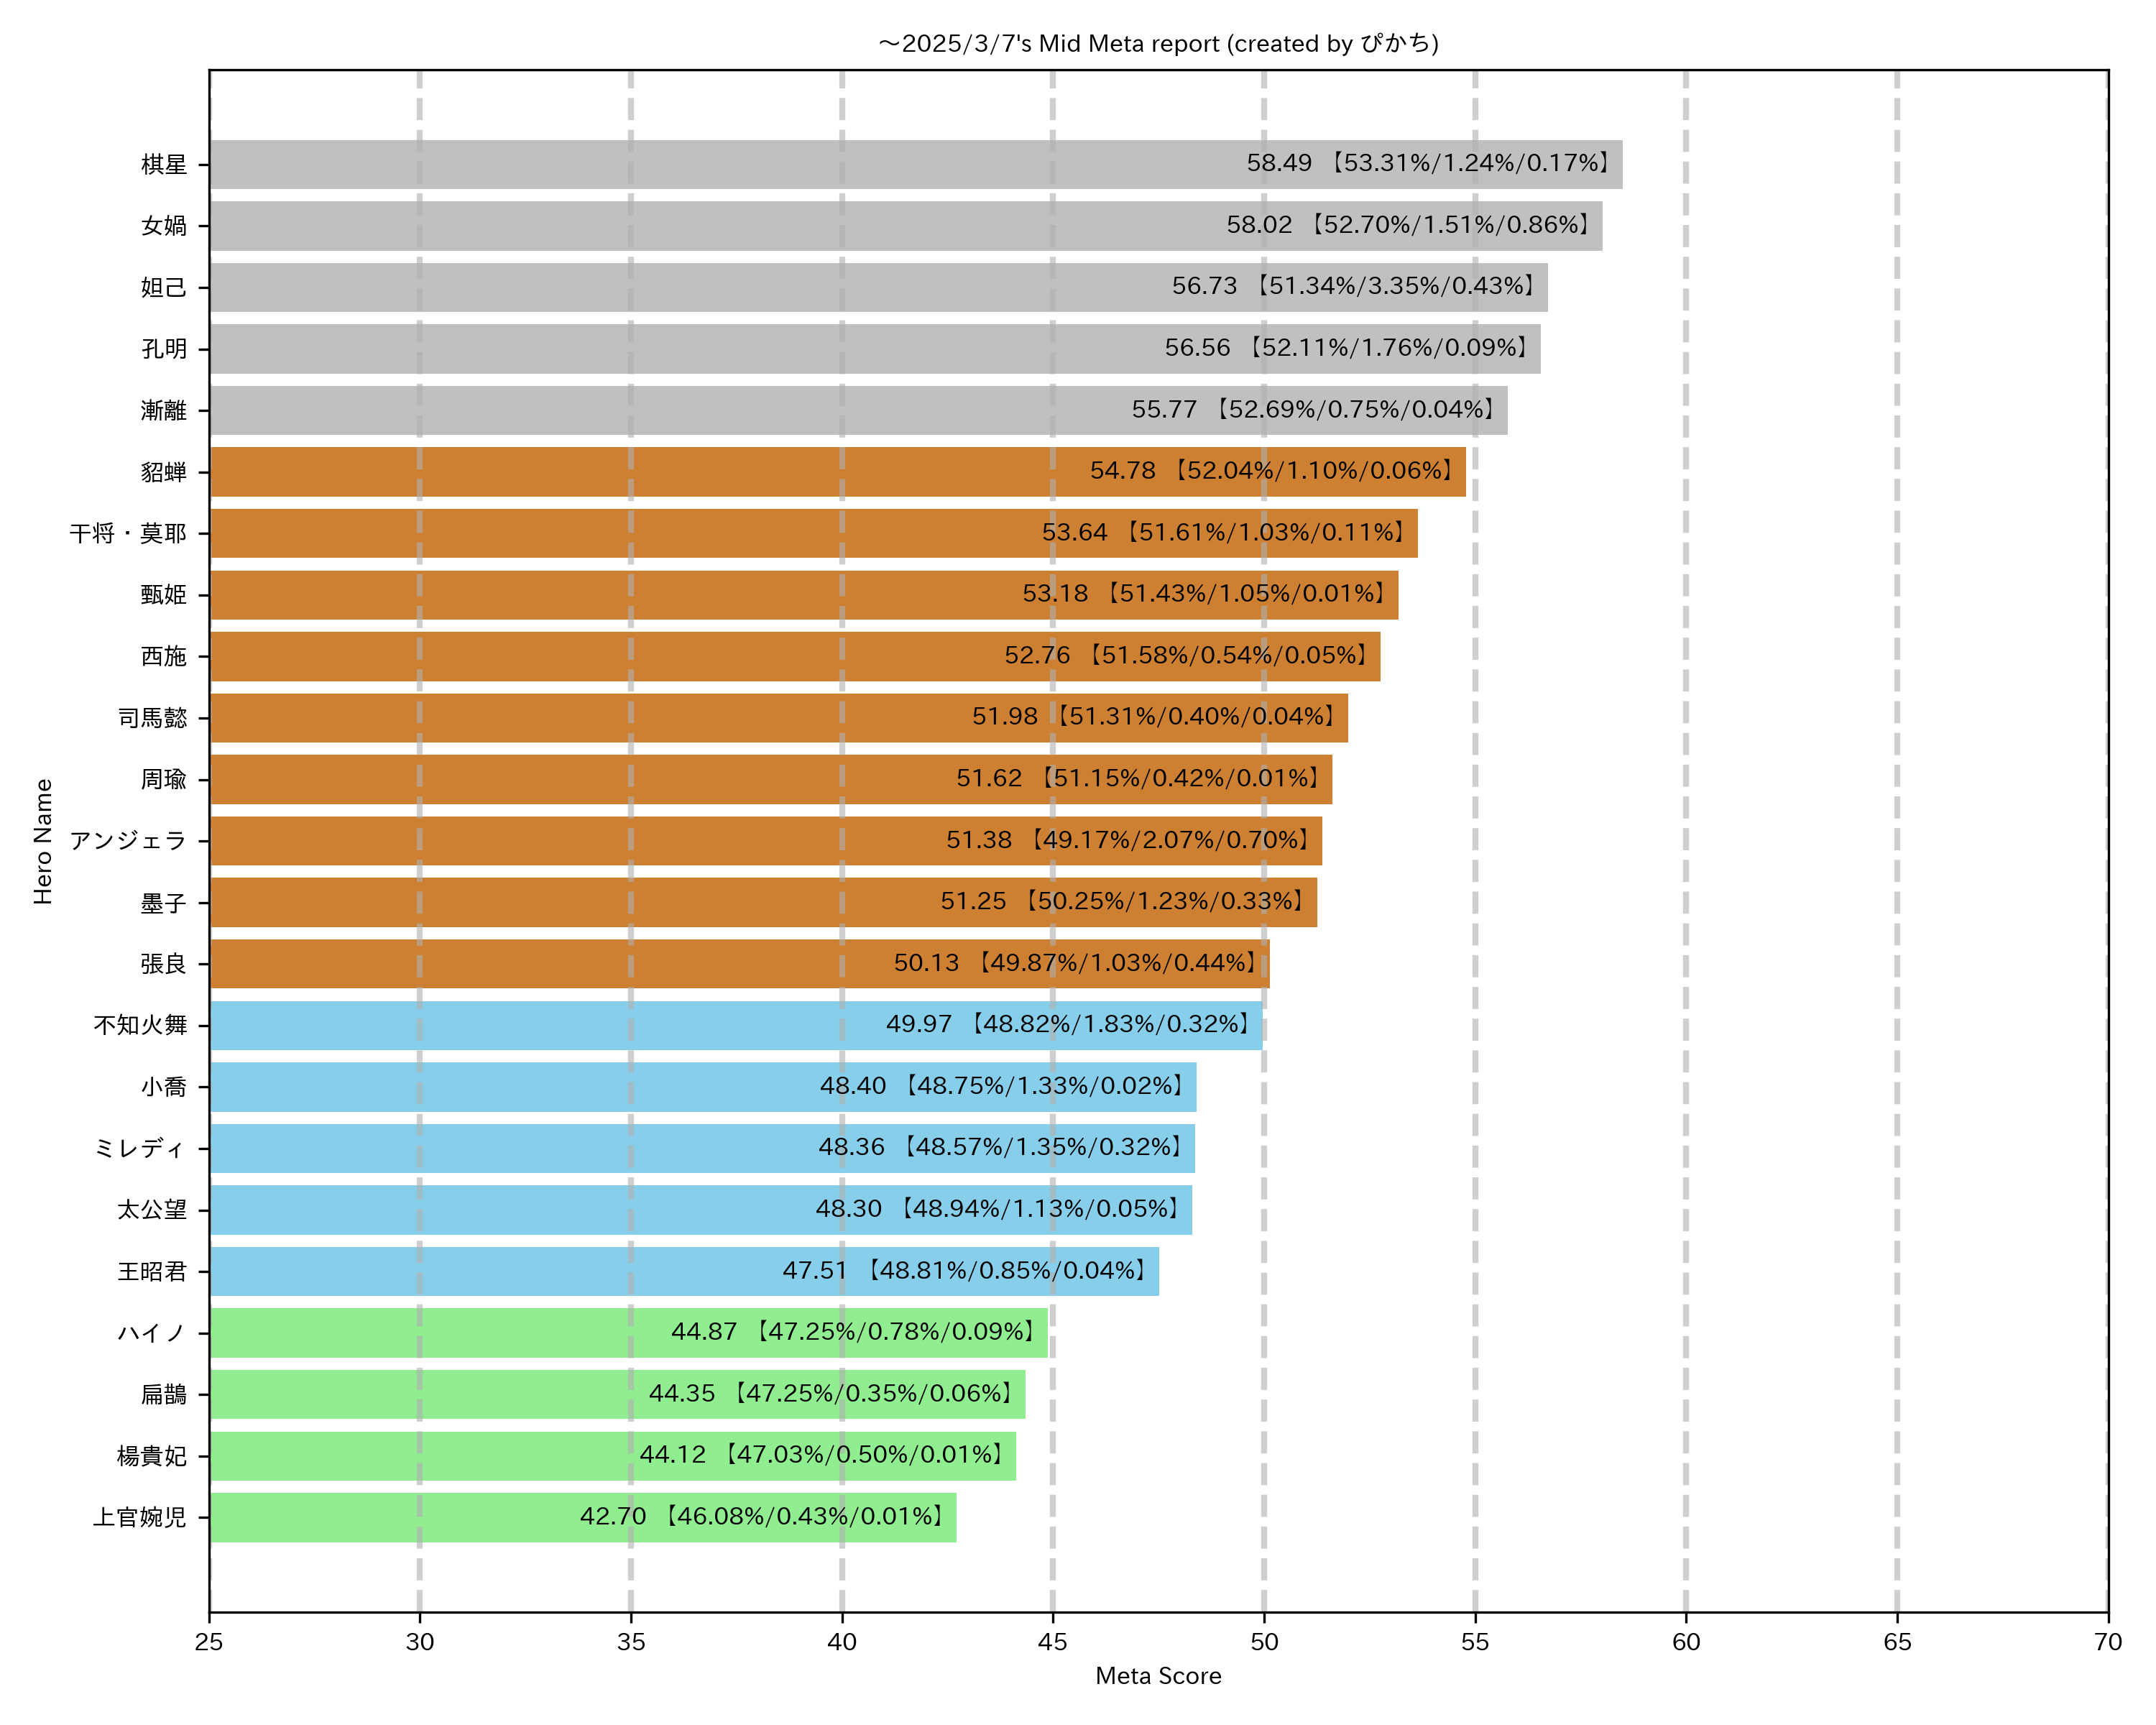 ～2025/3/7's Mid Meta report (created by ぴかち)
Hero Name
棋星 58.49 【53.31%/1.24%/0.17%】
女媧 58.02 【52.70%/1.51%/0.86%】
妲己 56.73 【51.34%/3.35%/0.43%】
孔明 56.56 【52.11%/1.76%/0.09%】
漸離 55.77 【52.69%/0.75%/0.04%】
貂蝉 54.78 【52.04%/1.10%/0.06%】
干将・莫耶 53.64 【51.61%/1.03%/0.11%】
甄姫 53.18 【51.43%/1.05%/0.01%】
西施 52.76 【51.58%/0.54%/0.05%】
司馬懿 51.98 【51.31%/0.40%/0.04%】
周瑜 51.62 【51.15%/0.42%/0.01%】
アンジェラ 51.38 【49.17%/2.07%/0.70%】
墨子 51.25 【50.25%/1.23%/0.33%】
張良 50.13 【49.87%/1.03%/0.44%】
不知火舞 49.97 【48.82%/1.83%/0.32%】
小喬 48.40 【48.75%/1.33%/0.02%】
ミレディ 48.36 【48.57%/1.35%/0.32%】
太公望 48.30 【48.94%/1.13%/0.05%】
王昭君 47.51 【48.81%/0.85%/0.04%】
ハイノ 44.87 【47.25%/0.78%/0.09%】
扁鵲 44.35 【47.25%/0.35%/0.06%】
楊貴妃 44.12 【47.03%/0.50%/0.01%】
上官婉児 42.70 【46.08%/0.43%/0.01%】
25 30 35 40 45 50 55 60 65 70
Meta Score